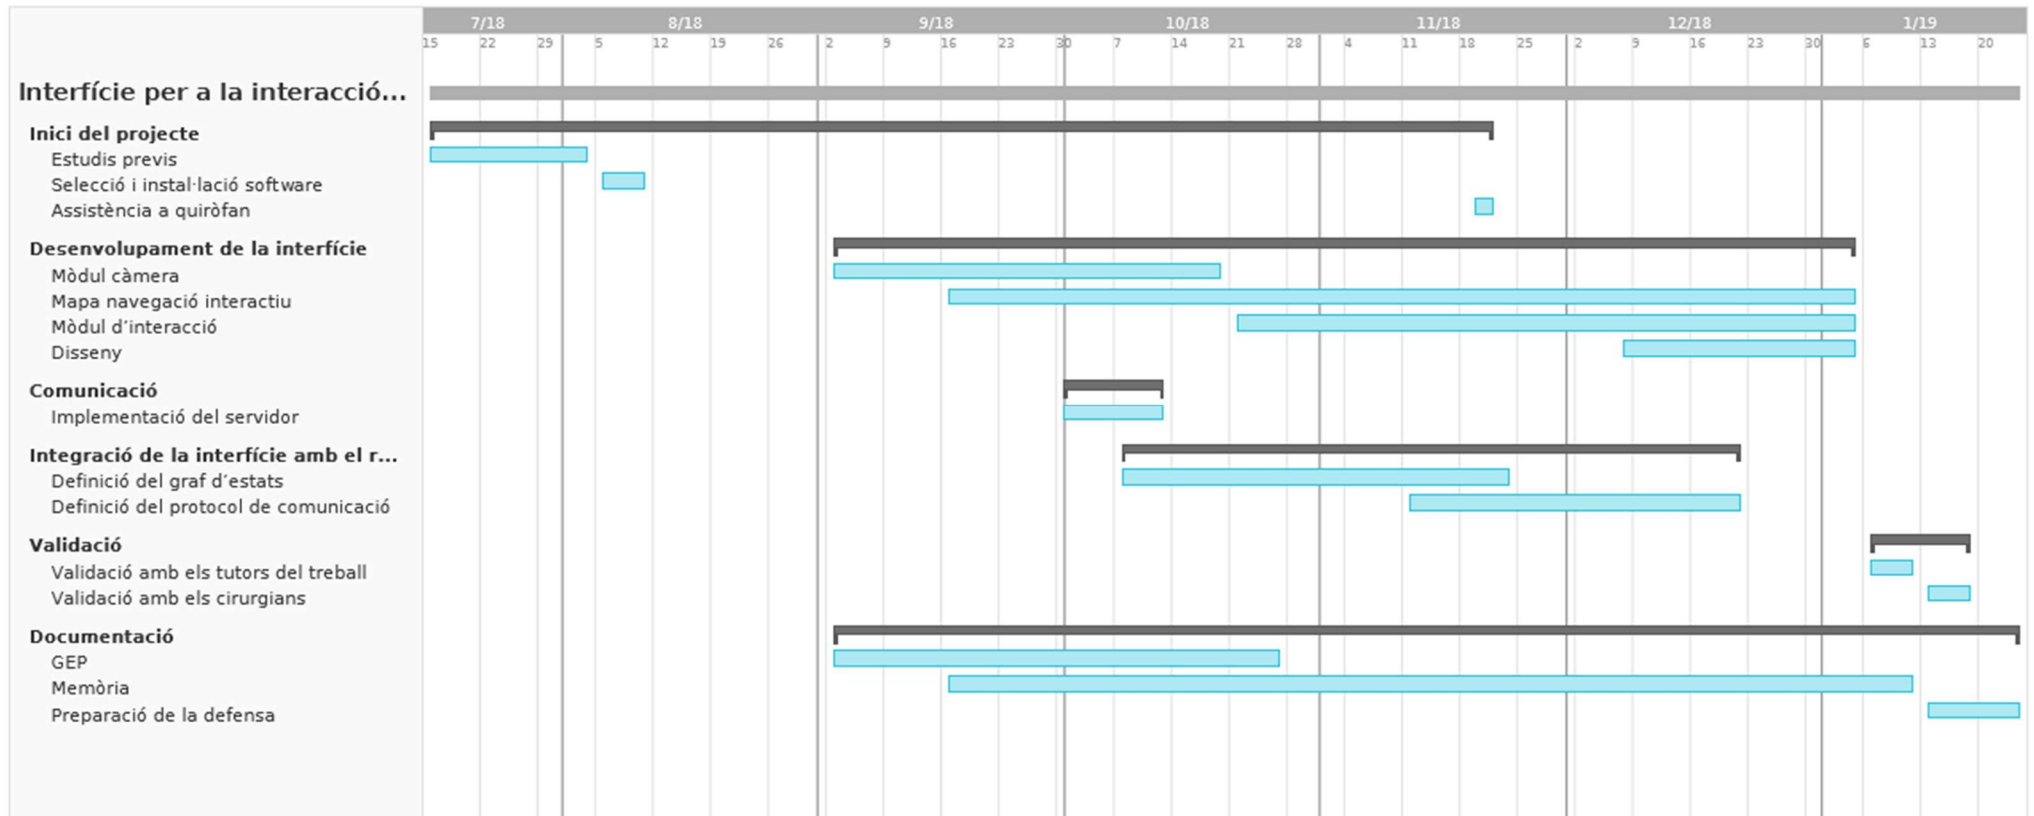 7/18 8/18 9/18 10/18 11/18 12/18 1/19
15 22 29 5 12 19 26 2 9 16 23 30 7 14 21 28 4 11 18 25 2 9 16 23 30 6 13 20
Interfície per a la interacció...
Inici del projecte
Estudis previs
Selecció i instal·lació software
Assistència a quiròfan
Desenvolupament de la interfície
Mòdul càmera
Mapa navegació interactiu
Mòdul d'interacció
Disseny
Comunicació
Implementació del servidor
Integració de la interfície amb el r...
Definició del graf d'estats
Definició del protocol de comunicació
Validació
Validació amb els tutors del treball
Validació amb els cirurgians
Documentació
GEP
Memòria
Preparació de la defensa